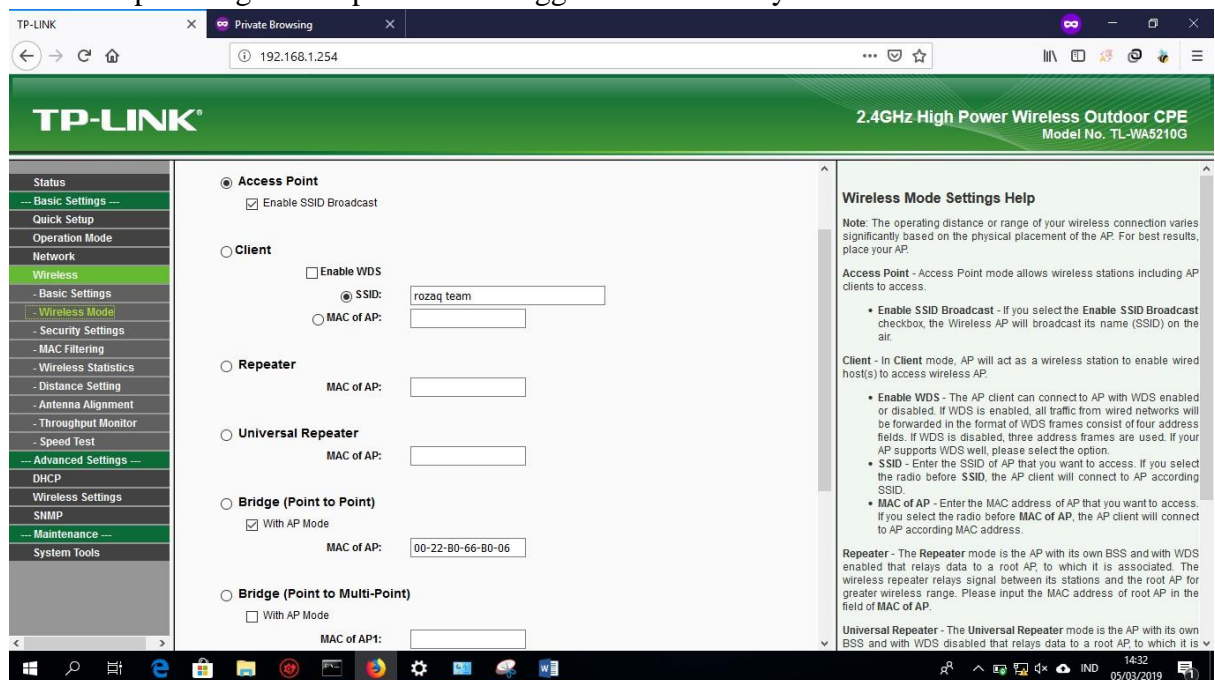 TP-LINK
Private Browsing
192.168.1.254
TP-LINK®
2.4GHz High Power Wireless Outdoor CPE
Model No. TL-WA5210G
Status
--- Basic Settings ---
Quick Setup
Operation Mode
Network
Wireless
- Basic Settings
- Wireless Mode
- Security Settings
- MAC Filtering
- Wireless Statistics
- Distance Setting
- Antenna Alignment
- Throughput Monitor
- Speed Test
--- Advanced Settings ---
DHCP
Wireless Settings
SNMP
--- Maintenance ---
System Tools
Access Point
Enable SSID Broadcast
Client
Enable WDS
SSID: rozaq team
MAC of AP:
Repeater
MAC of AP:
Universal Repeater
MAC of AP:
Bridge (Point to Point)
With AP Mode
MAC of AP: 00-22-B0-66-B0-06
Bridge (Point to Multi-Point)
With AP Mode
MAC of AP1:
Wireless Mode Settings Help
Note: The operating distance or range of your wireless connection varies
significantly based on the physical placement of the AP. For best results,
place your AP.
Access Point - Access Point mode allows wireless stations including AP
clients to access.
• Enable SSID Broadcast - If you select the Enable SSID Broadcast
checkbox, the Wireless AP will broadcast its name (SSID) on the
air.
Client - In Client mode, AP will act as a wireless station to enable wired
host(s) to access wireless AP.
• Enable WDS - The AP client can connect to AP with WDS enabled
or disabled. If WDS is enabled, all traffic from wired networks will
be forwarded in the format of WDS frames consist of four address
fields. If WDS is disabled, three address frames are used. If your
AP supports WDS well, please select the option.
• SSID - Enter the SSID of AP that you want to access. If you select
the radio before SSID, the AP client will connect to AP according
SSID.
• MAC of AP - Enter the MAC address of AP that you want to access.
If you select the radio before MAC of AP, the AP client will connect
to AP according MAC address.
Repeater - The Repeater mode is the AP with its own BSS and with WDS
enabled that relays data to a root AP, to which it is associated. The
wireless repeater relays signal between its stations and the root AP for
greater wireless range. Please input the MAC address of root AP in the
field of MAC of AP.
Universal Repeater - The Universal Repeater mode is the AP with its own
BSS and with WDS disabled that relays data to a root AP, to which it is
IND
14:32
05/03/2019